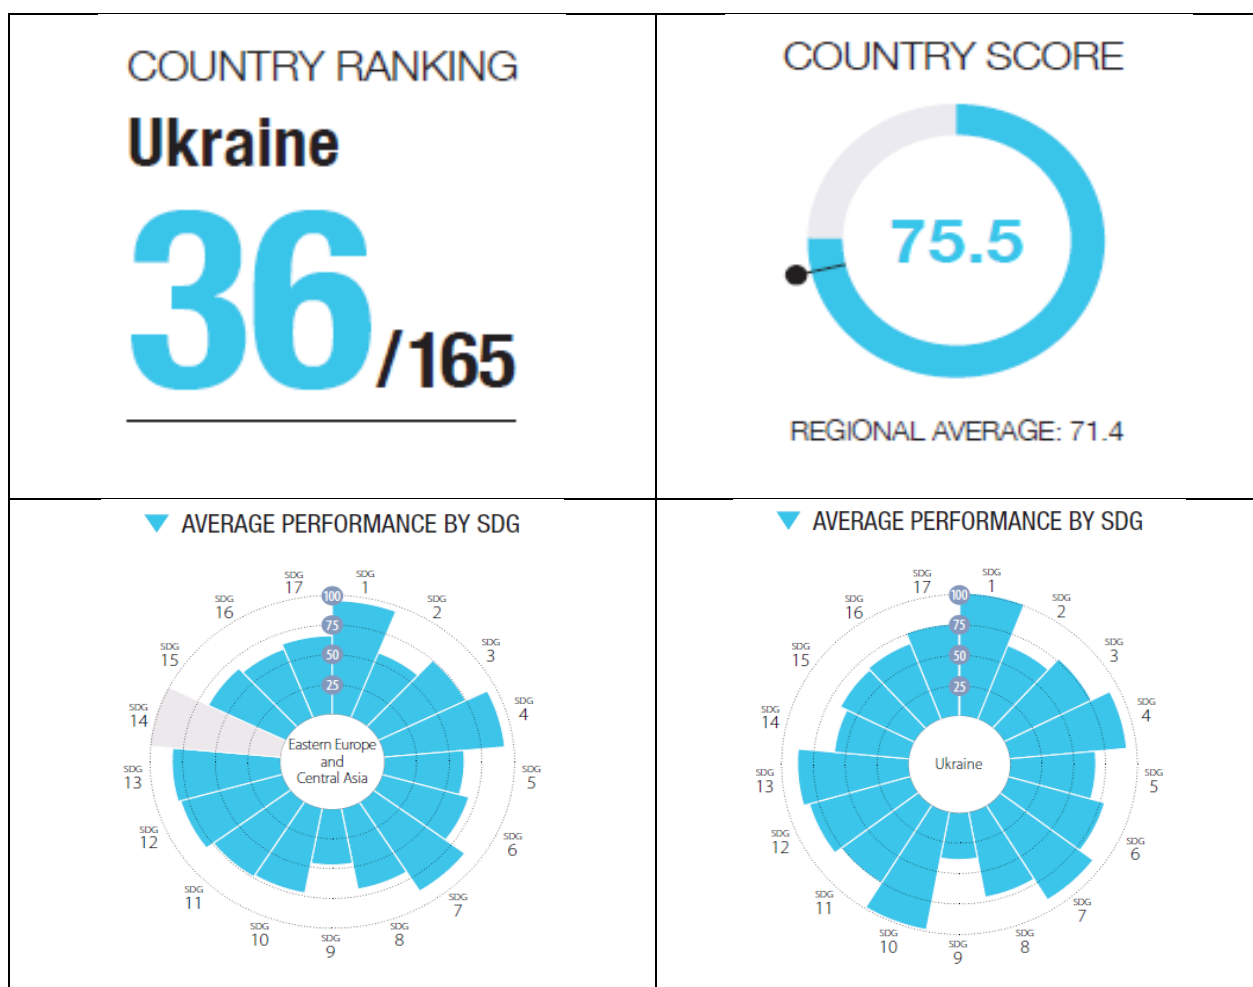 COUNTRY RANKING
Ukraine
36/165
COUNTRY SCORE
75.5
REGIONAL AVERAGE: 71.4
AVERAGE PERFORMANCE BY SDG
SDG 1
SDG 2
SDG 3
SDG 4
SDG 5
SDG 6
SDG 7
SDG 8
SDG 9
SDG 10
SDG 11
SDG 12
SDG 13
SDG 14
SDG 15
SDG 16
SDG 17
100
75
50
25
Eastern Europe
and
Central Asia
AVERAGE PERFORMANCE BY SDG
SDG 1
SDG 2
SDG 3
SDG 4
SDG 5
SDG 6
SDG 7
SDG 8
SDG 9
SDG 10
SDG 11
SDG 12
SDG 13
SDG 14
SDG 15
SDG 16
SDG 17
100
75
50
25
Ukraine